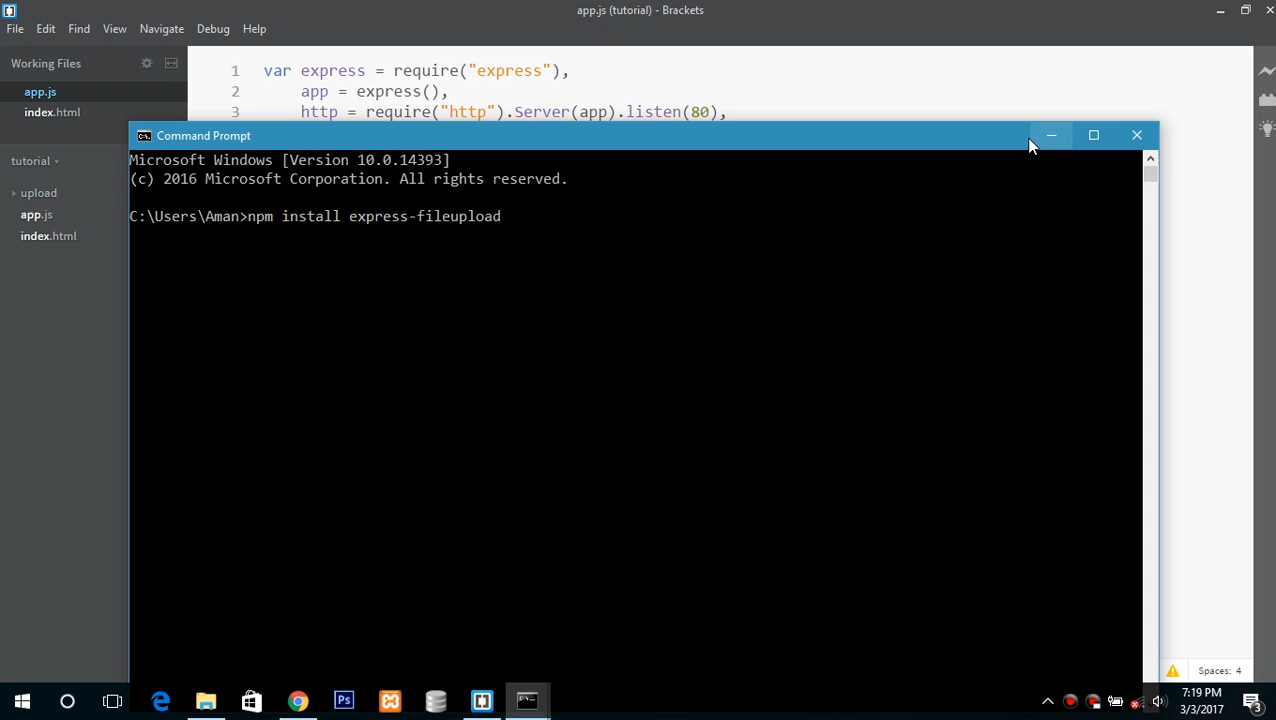 app.js (tutorial) - Brackets
File Edit Find View Navigate Debug Help
Working Files
app.js
index.html
tutorial
upload
app.js
index.html
1 var express = require("express"),
2 app = express(),
3 http = require("http").Server(app).listen(80),
Command Prompt
Microsoft Windows [Version 10.0.14393]
(c) 2016 Microsoft Corporation. All rights reserved.
C:\Users\Aman>npm install express-fileupload
Spaces: 4
Ps
7:19 PM
3/3/2017
3